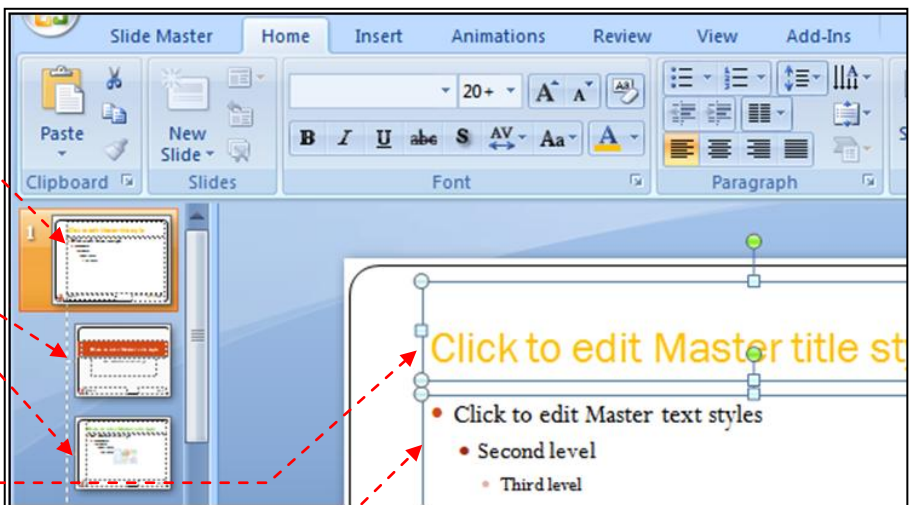 Slide Master Home Insert Animations Review View Add-Ins
20+ A A Aa
Paste New Slide
B I U abc S AV Aa A
Clipboard Slides Font Paragraph
1
Click to edit Master title st
Click to edit Master text styles
Second level
Third level